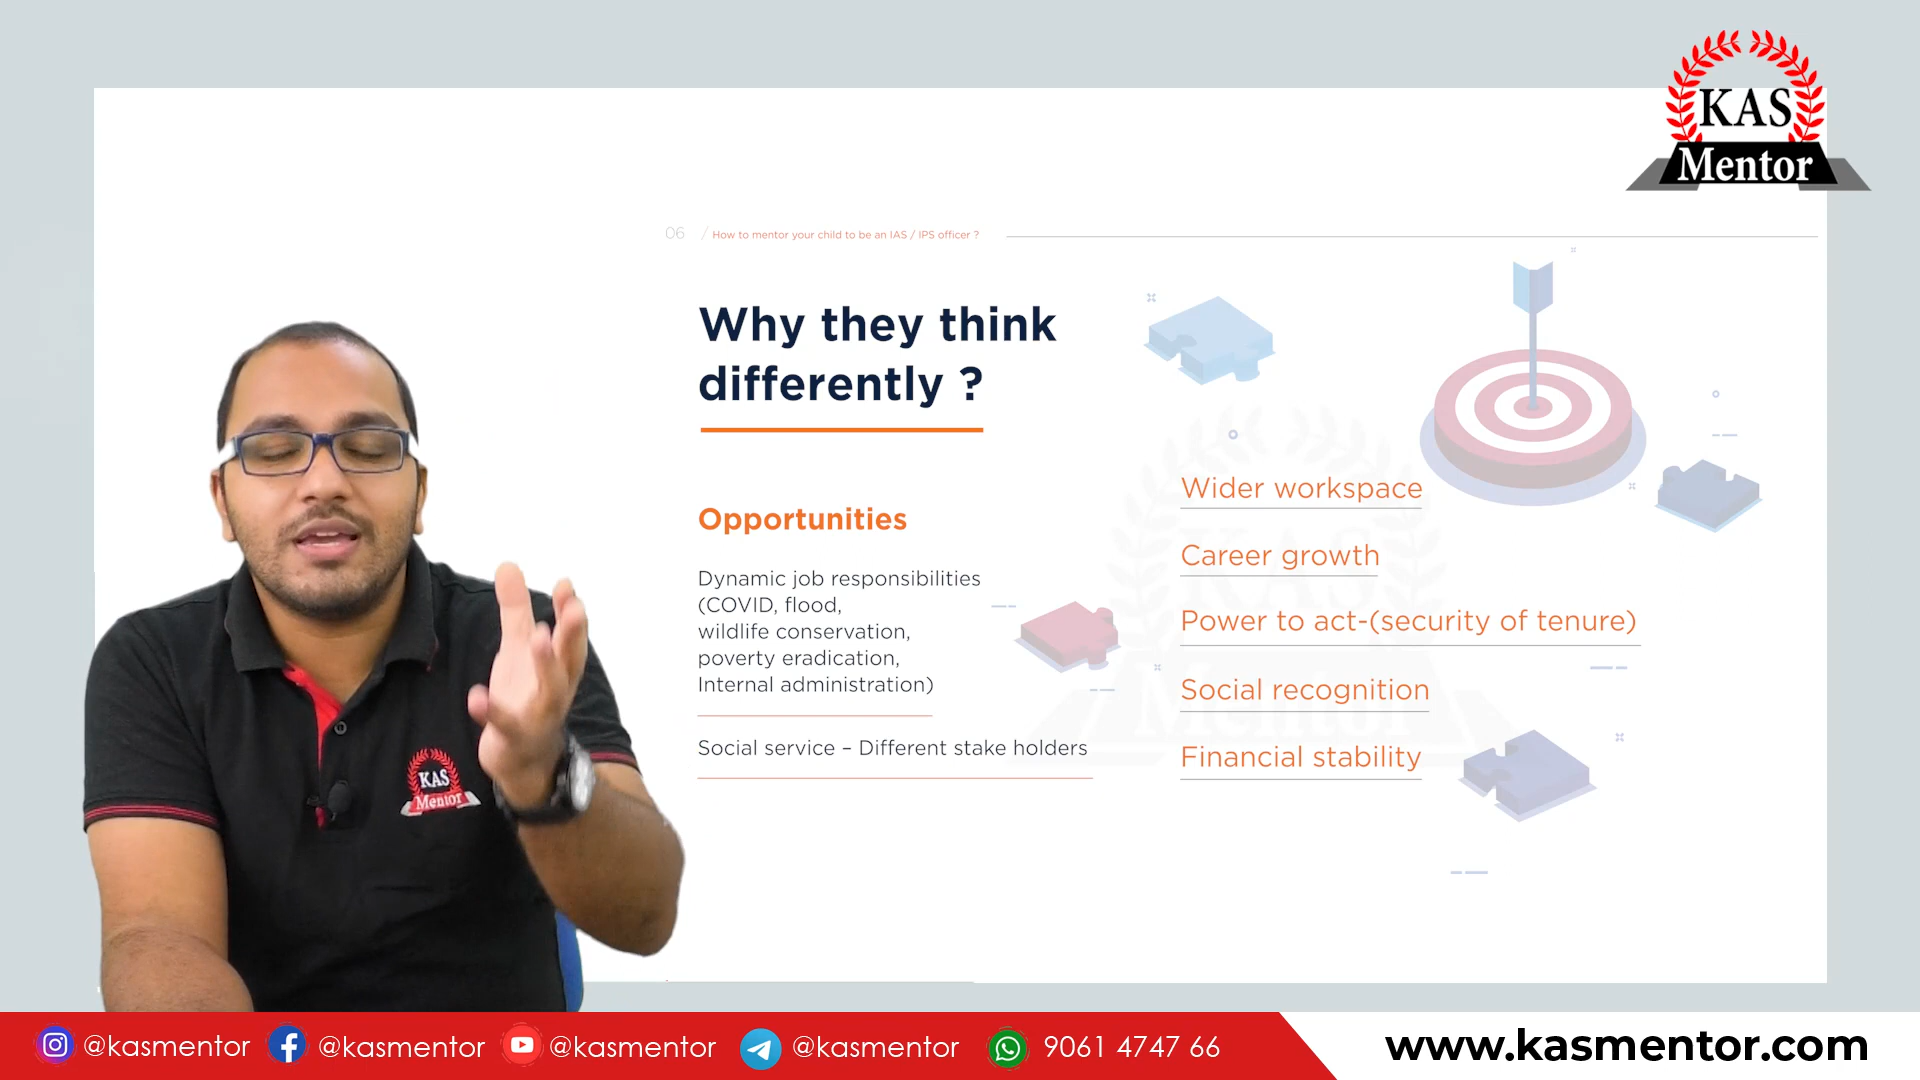 KAS
Mentor
06 / How to mentor your child to be an IAS / IPS officer ?
Why they think
differently ?
Opportunities
Dynamic job responsibilities
(COVID, flood,
wildlife conservation,
poverty eradication,
Internal administration)
Social service – Different stake holders
Wider workspace
Career growth
Power to act-(security of tenure)
Social recognition
Financial stability
KAS
Mentor
KAS
Mentor
@kasmentor @kasmentor @kasmentor @kasmentor 9061 4747 66
www.kasmentor.com